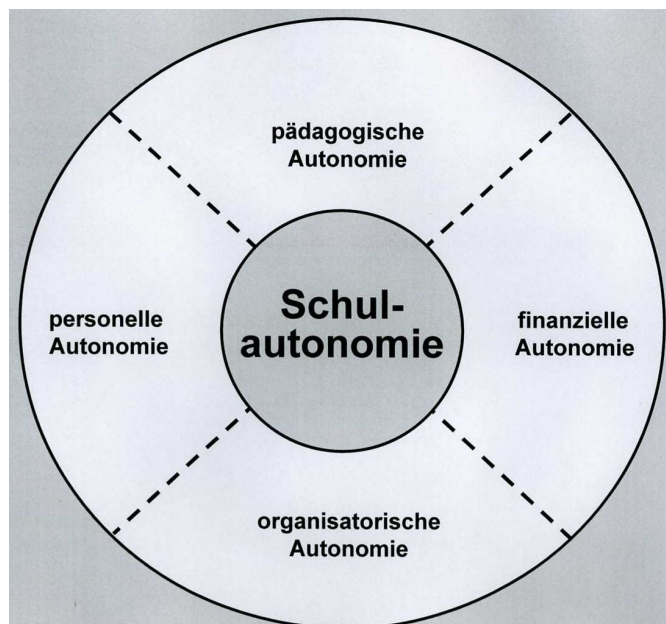 pädagogische
Autonomie
personelle
Autonomie
Schul-
autonomie
finanzielle
Autonomie
organisatorische
Autonomie